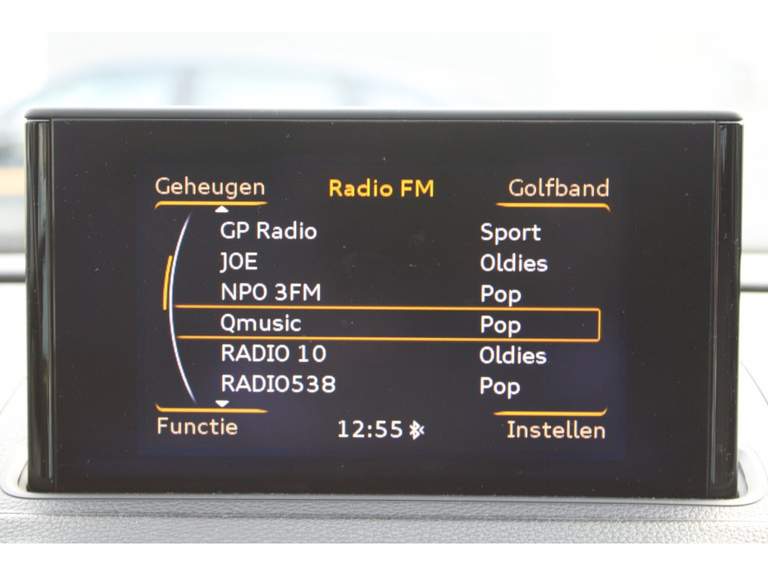 Geheugen Radio FM Golfband
GP Radio Sport
JOE Oldies
NPO 3FM Pop
Qmusic Pop
RADIO 10 Oldies
RADIO538 Pop
Functie 12:55 Instellen